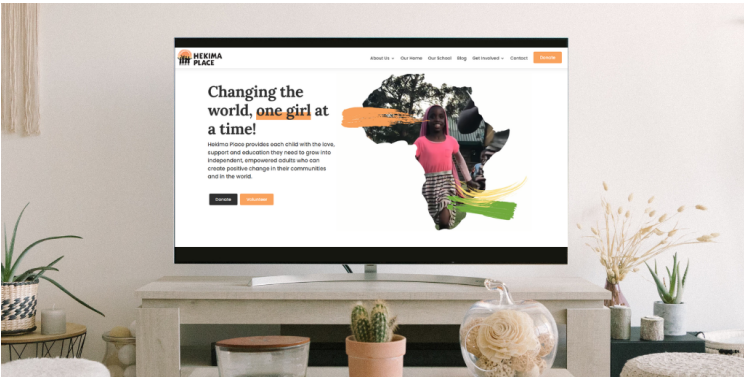 HEKIMA
PLACE
About Us
Our Home
Our School
Blog
Get Involved
Contact
Donate
Changing the
world, one girl at
a time!
Hekima Place provides each child with the love,
support and education they need to grow into
independent, empowered adults who can
create positive change in their communities
and in the world.
Donate
Volunteer